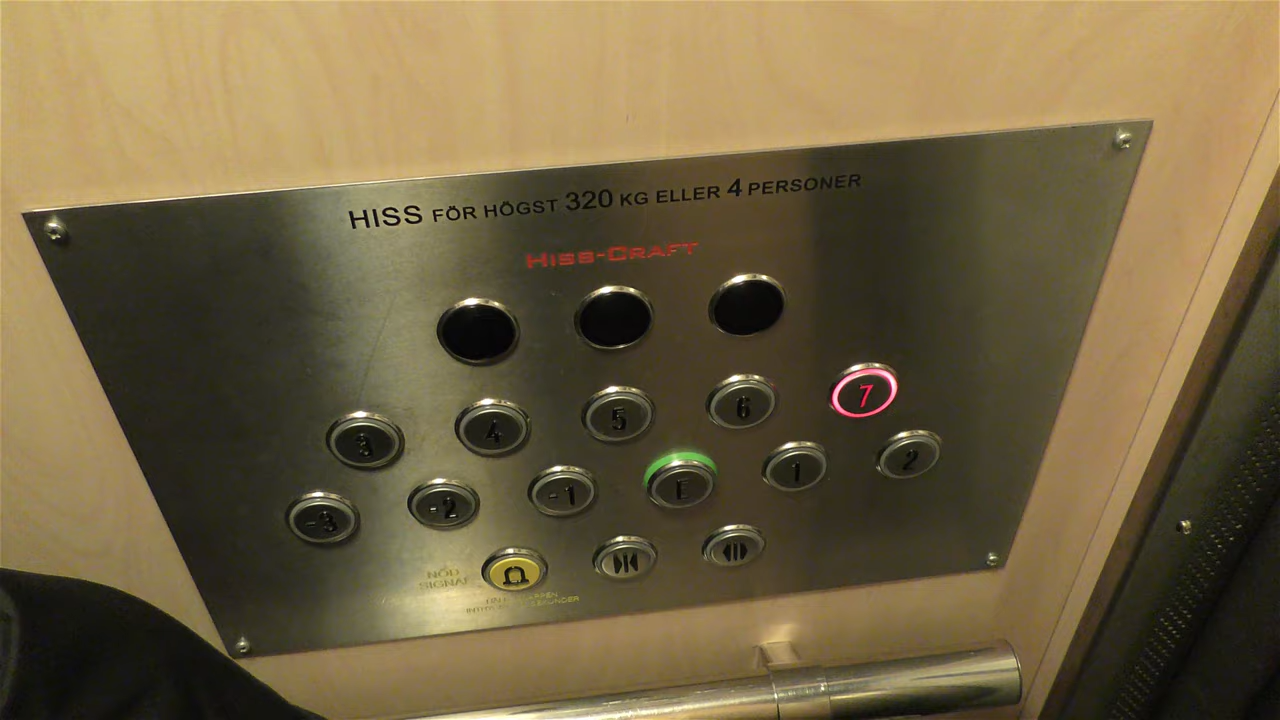 HISS FÖR HÖGST 320 KG ELLER 4 PERSONER
HISS-CRAFT
3 4 5 6 7
-3 -2 -1 E 1 2
NÖD
SIGNAL